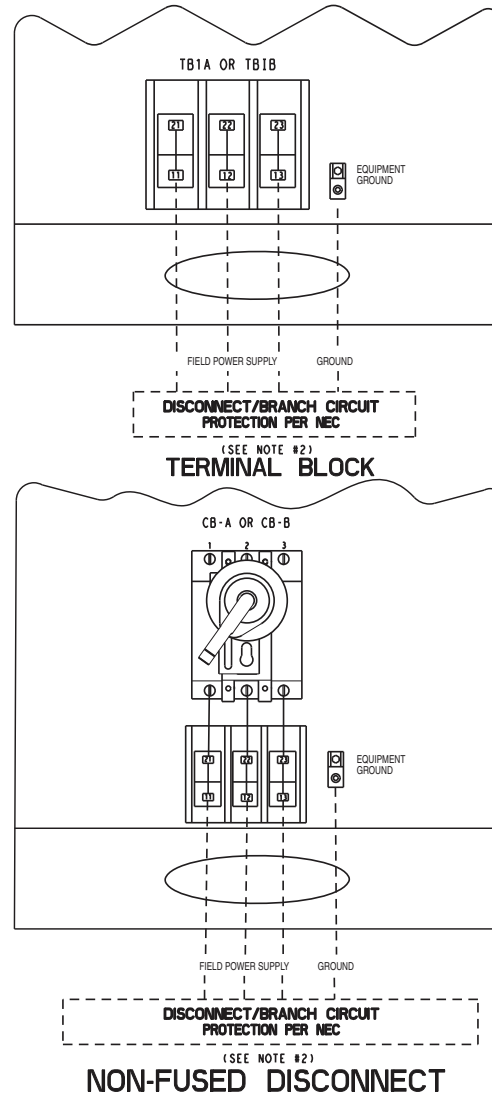 TB1A OR TBIB
21 22 23
11 12 13
EQUIPMENT
GROUND
FIELD POWER SUPPLY GROUND
DISCONNECT/BRANCH CIRCUIT
PROTECTION PER NEC
(SEE NOTE #2)
TERMINAL BLOCK
CB-A OR CB-B
1 2 3
21 22 23
11 12 13
EQUIPMENT
GROUND
FIELD POWER SUPPLY GROUND
DISCONNECT/BRANCH CIRCUIT
PROTECTION PER NEC
(SEE NOTE #2)
NON-FUSED DISCONNECT